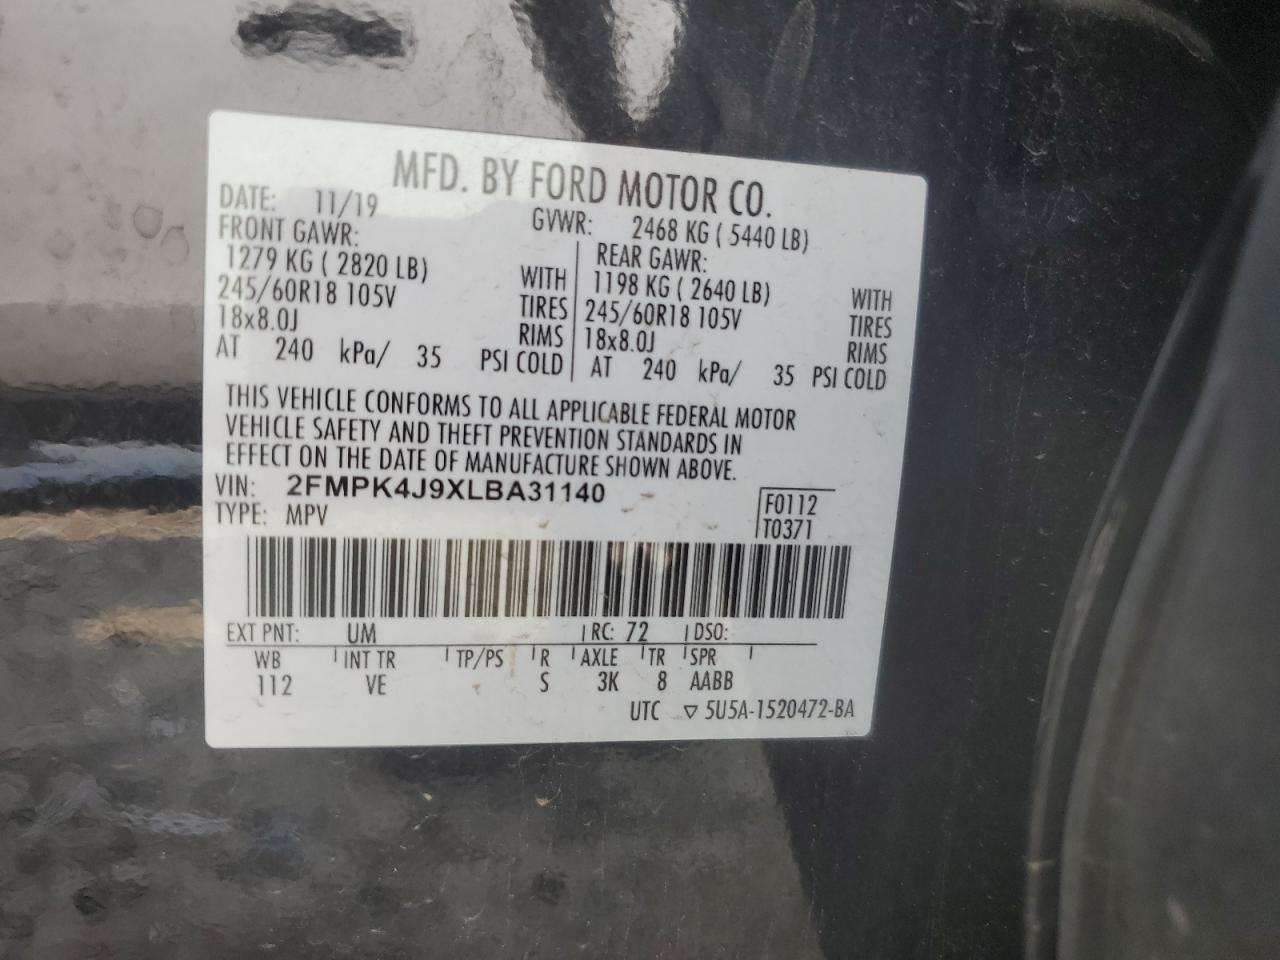 MFD. BY FORD MOTOR CO.
DATE: 11/19 GVWR: 2468 KG ( 5440 LB)
FRONT GAWR: REAR GAWR:
1279 KG ( 2820 LB) WITH 1198 KG ( 2640 LB) WITH
245/60R18 105V TIRES 245/60R18 105V TIRES
18x8.0J RIMS 18x8.0J RIMS
AT 240 kPa/ 35 PSI COLD AT 240 kPa/ 35 PSI COLD
THIS VEHICLE CONFORMS TO ALL APPLICABLE FEDERAL MOTOR
VEHICLE SAFETY AND THEFT PREVENTION STANDARDS IN
EFFECT ON THE DATE OF MANUFACTURE SHOWN ABOVE.
VIN: 2FMPK4J9XLBA31140 F0112
TYPE: MPV T0371
EXT PNT: UM RC: 72 DSO:
WB INT TR TP/PS R AXLE TR SPR
112 VE S 3K 8 AABB
UTC ▽ 5U5A-1520472-BA